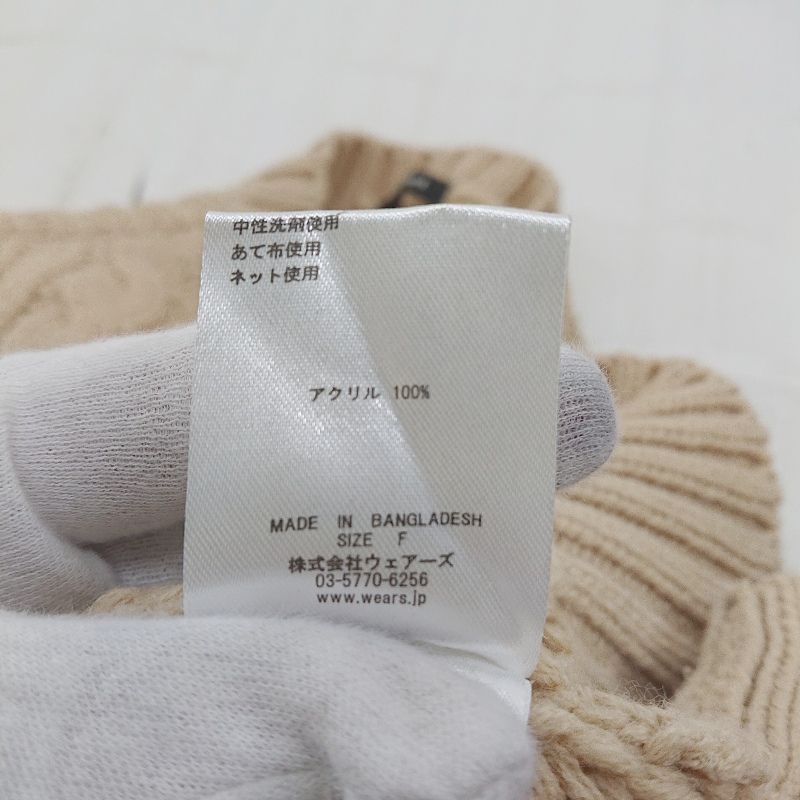 中性洗剤使用
あて布使用
ネット使用
アクリル 100%
MADE IN BANGLADESH
SIZE F
株式会社ウェアーズ
03-5770-6256
www.wears.jp